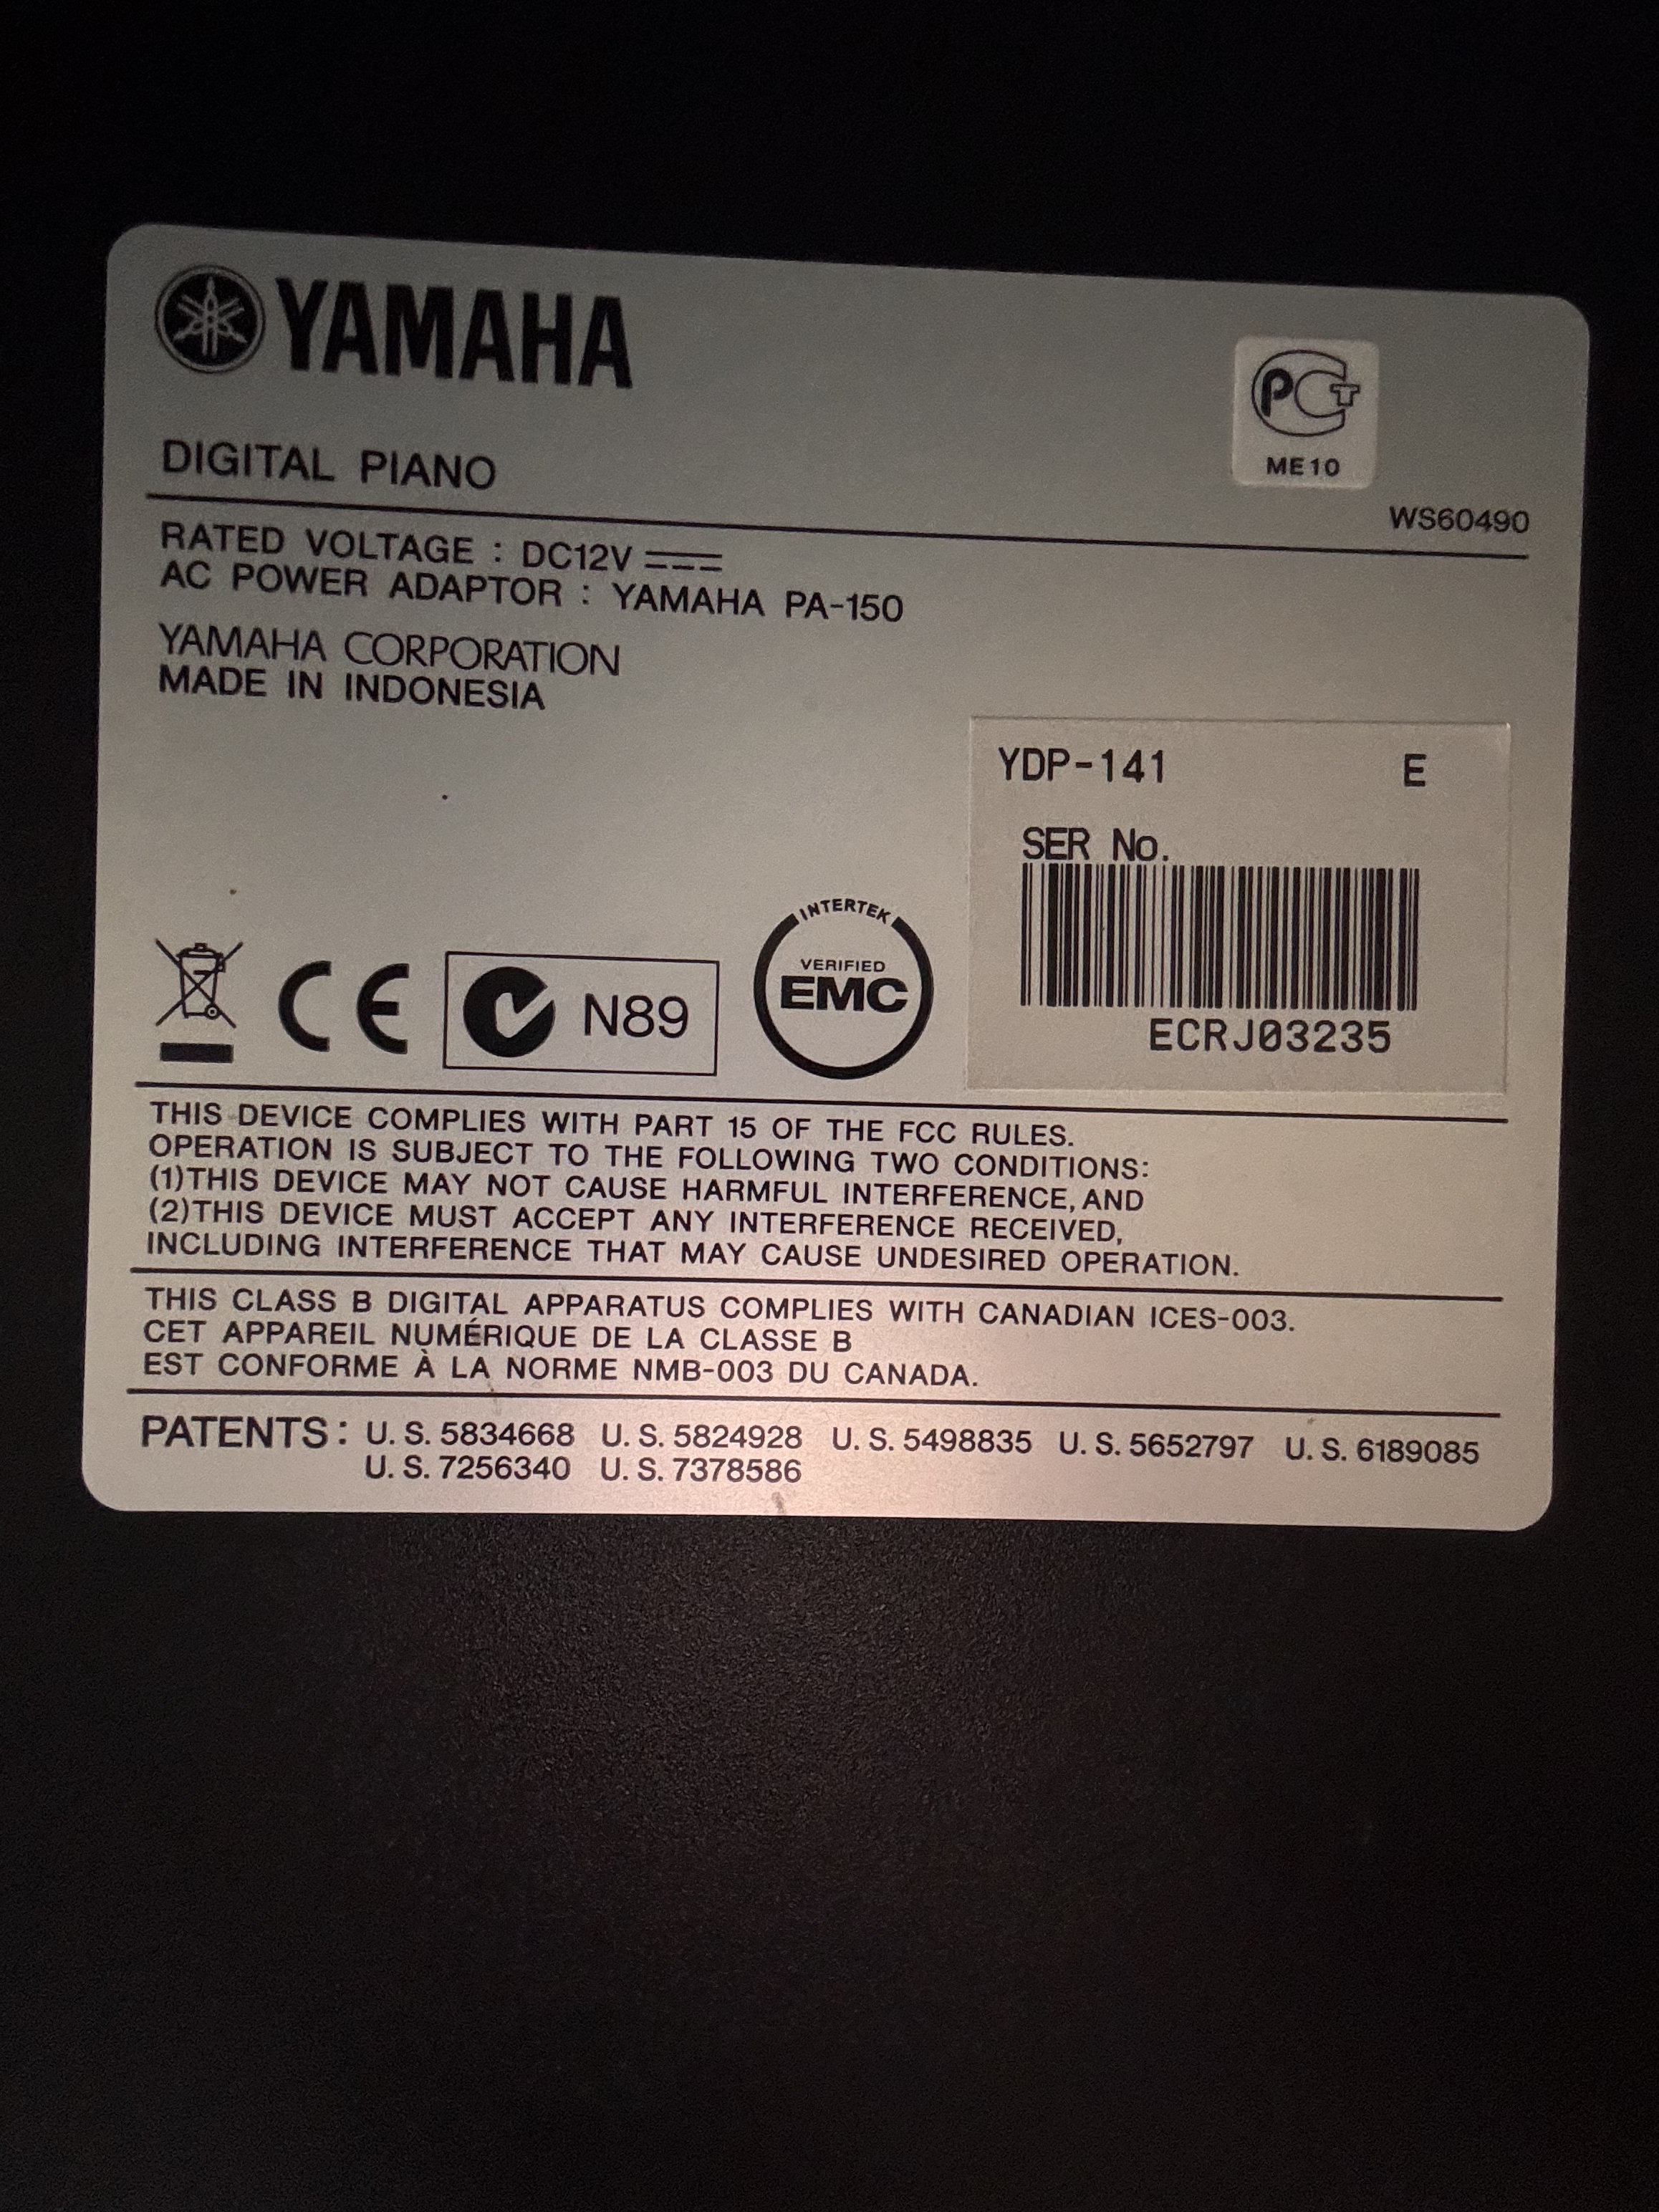 YAMAHA
DIGITAL PIANO
PCT
ME10
WS60490
RATED VOLTAGE : DC12V
AC POWER ADAPTOR : YAMAHA PA-150
YAMAHA CORPORATION
MADE IN INDONESIA
YDP-141 E
SER No.
ECRJ03235
CE
N89
INTERTEK
VERIFIED
EMC
THIS DEVICE COMPLIES WITH PART 15 OF THE FCC RULES.
OPERATION IS SUBJECT TO THE FOLLOWING TWO CONDITIONS:
(1)THIS DEVICE MAY NOT CAUSE HARMFUL INTERFERENCE, AND
(2)THIS DEVICE MUST ACCEPT ANY INTERFERENCE RECEIVED,
INCLUDING INTERFERENCE THAT MAY CAUSE UNDESIRED OPERATION.
THIS CLASS B DIGITAL APPARATUS COMPLIES WITH CANADIAN ICES-003.
CET APPAREIL NUMÉRIQUE DE LA CLASSE B
EST CONFORME À LA NORME NMB-003 DU CANADA.
PATENTS : U. S. 5834668 U. S. 5824928 U. S. 5498835 U. S. 5652797 U. S. 6189085
U. S. 7256340 U. S. 7378586